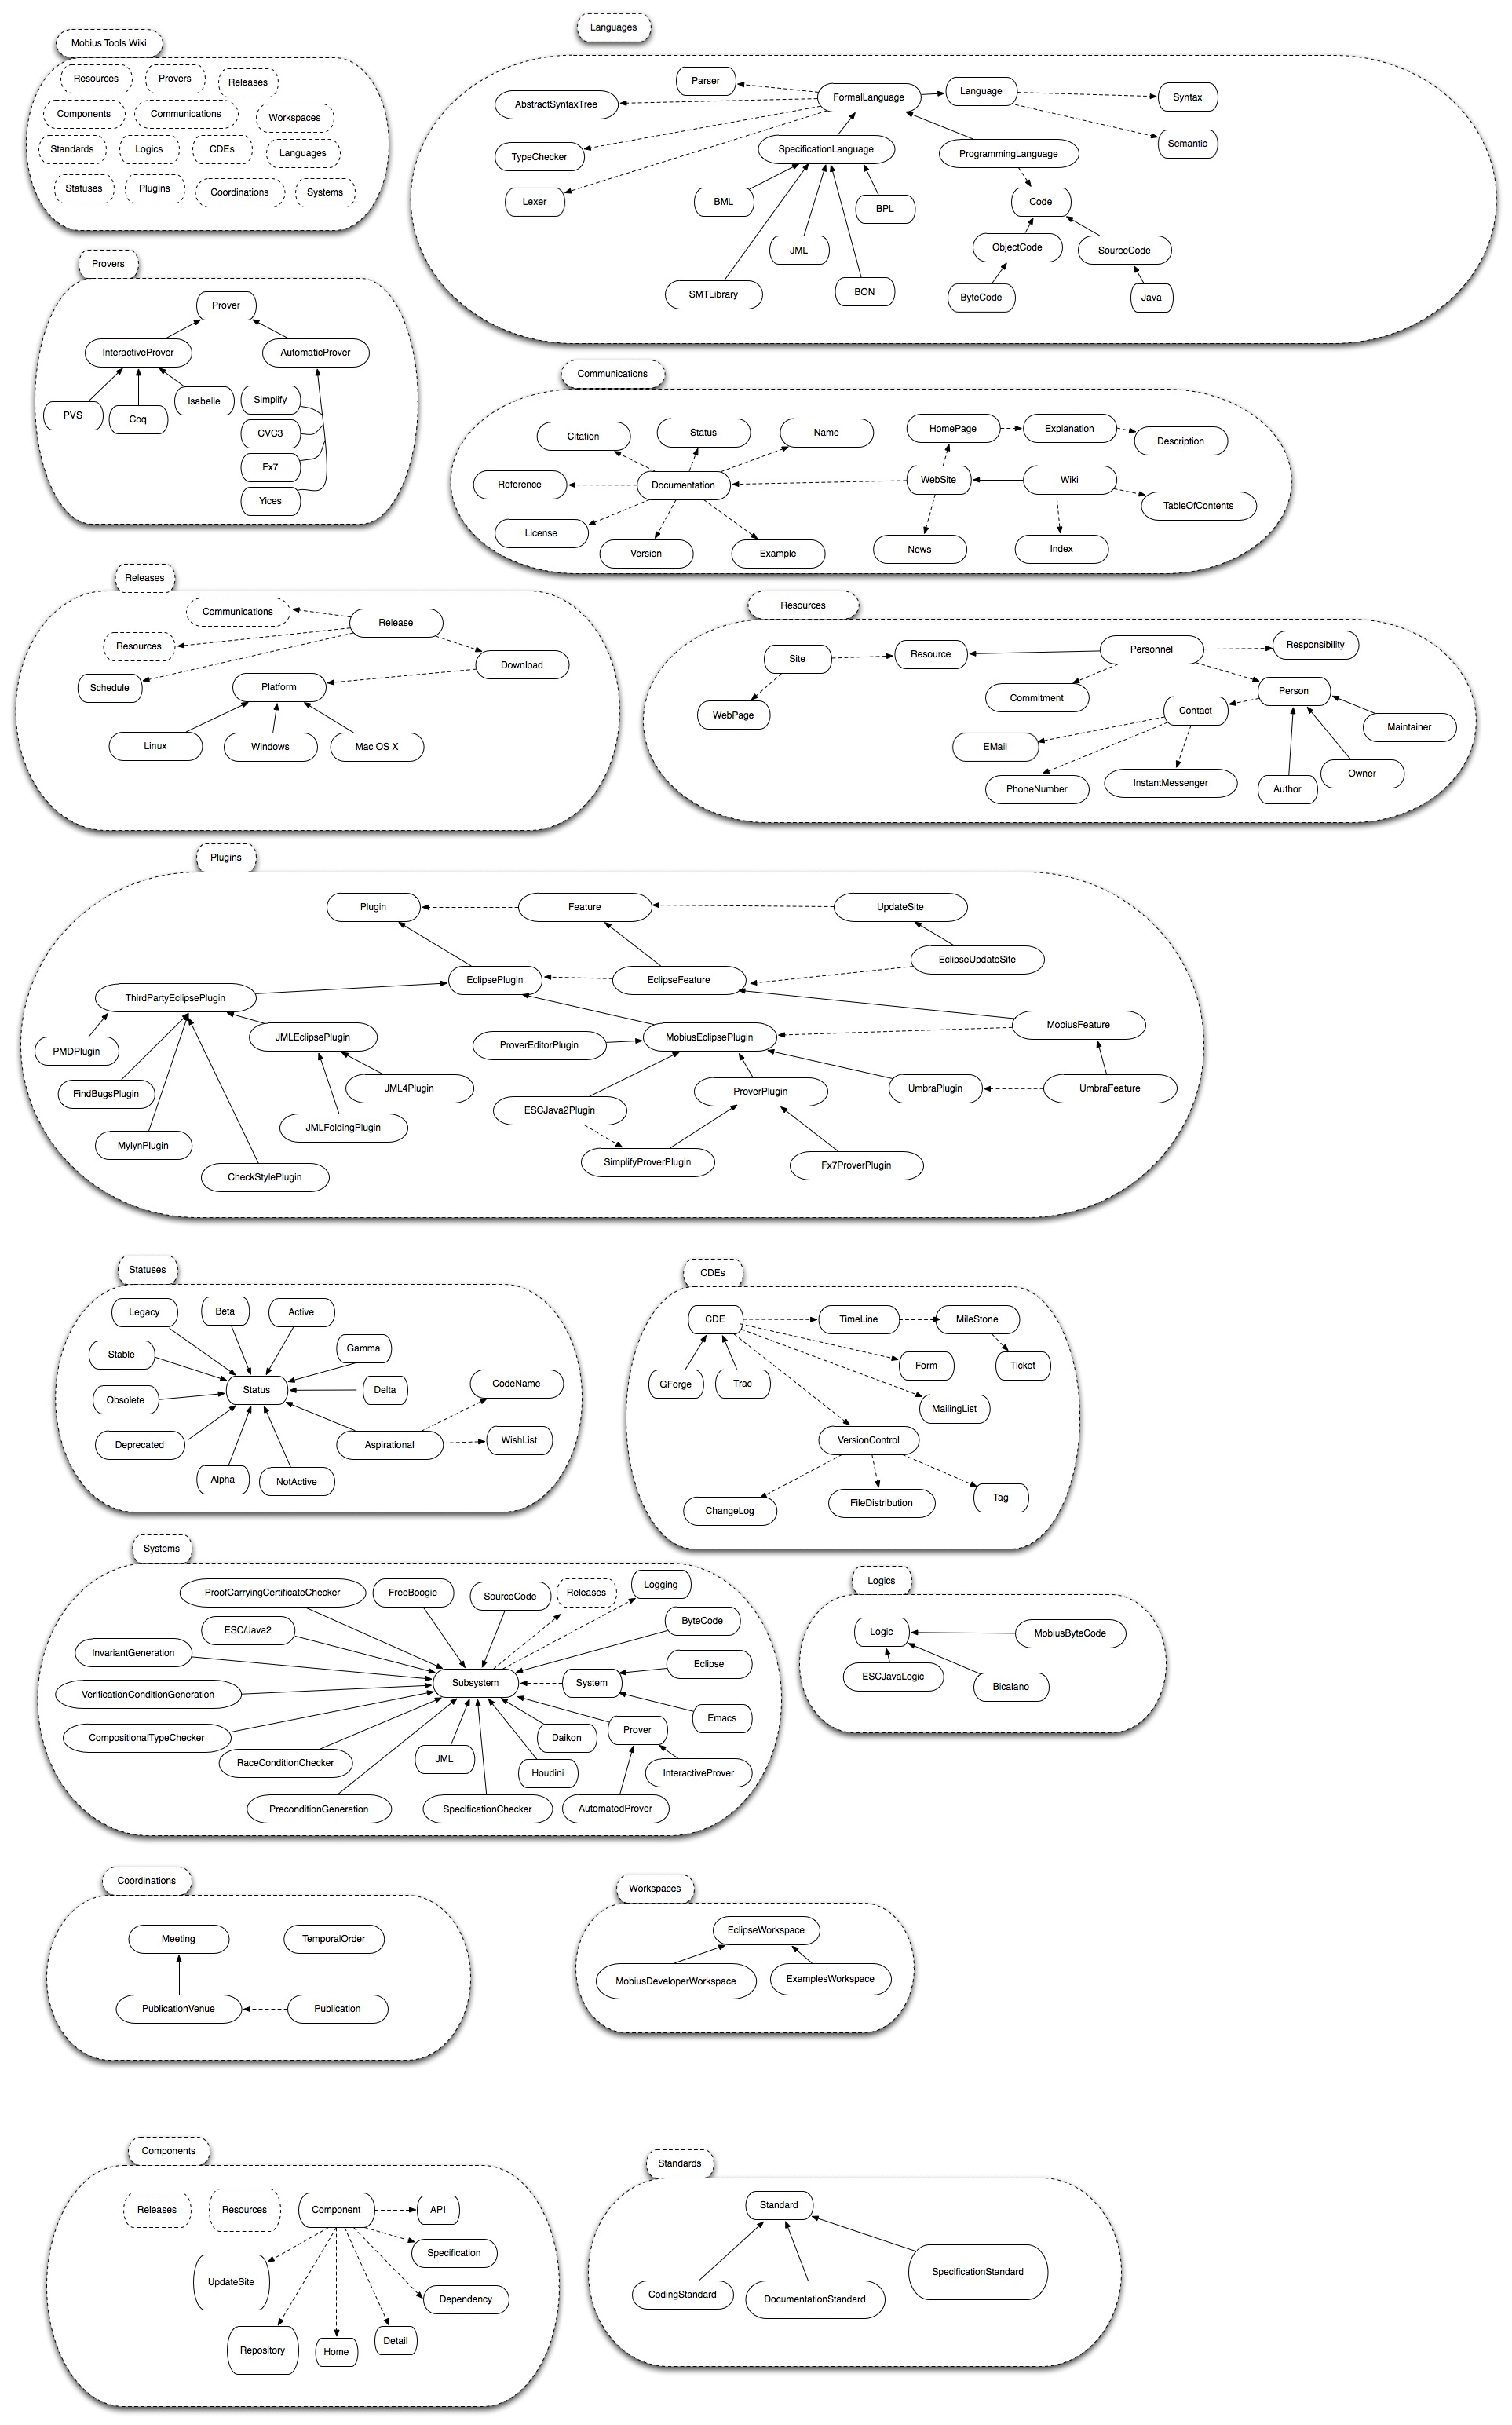 Mobius Tools Wiki
Resources
Provers
Releases
Components
Communications
Workspaces
Standards
Logics
CDEs
Languages
Statuses
Plugins
Coordinations
Systems
Languages
Parser
AbstractSyntaxTree
FormalLanguage
Language
Syntax
TypeChecker
SpecificationLanguage
ProgrammingLanguage
Semantic
Lexer
BML
BPL
Code
JML
ObjectCode
SourceCode
SMTLibrary
BON
ByteCode
Java
Provers
Prover
InteractiveProver
AutomaticProver
PVS
Coq
Isabelle
Simplify
CVC3
Fx7
Yices
Communications
Citation
Status
Name
HomePage
Explanation
Description
Reference
Documentation
WebSite
Wiki
TableOfContents
License
Version
Example
News
Index
Releases
Communications
Release
Resources
Download
Schedule
Platform
Linux
Windows
Mac OS X
Resources
Site
Resource
Personnel
Responsibility
Commitment
Person
WebPage
Contact
Maintainer
EMail
PhoneNumber
InstantMessenger
Author
Owner
Plugins
Plugin
Feature
UpdateSite
EclipsePlugin
EclipseFeature
EclipseUpdateSite
ThirdPartyEclipsePlugin
PMDPlugin
JMLEclipsePlugin
ProverEditorPlugin
MobiusEclipsePlugin
MobiusFeature
FindBugsPlugin
JML4Plugin
ESCJava2Plugin
ProverPlugin
UmbraPlugin
UmbraFeature
MylynPlugin
JMLFoldingPlugin
SimplifyProverPlugin
Fx7ProverPlugin
CheckStylePlugin
Statuses
Legacy
Beta
Active
Stable
Gamma
Obsolete
Status
Delta
CodeName
Deprecated
Aspirational
WishList
Alpha
NotActive
CDEs
CDE
TimeLine
MileStone
GForge
Trac
Form
Ticket
MailingList
VersionControl
ChangeLog
FileDistribution
Tag
Systems
ProofCarryingCertificateChecker
FreeBoogie
SourceCode
Releases
Logging
ESC/Java2
ByteCode
InvariantGeneration
Eclipse
VerificationConditionGeneration
Subsystem
System
CompositionalTypeChecker
Emacs
RaceConditionChecker
JML
Daikon
Prover
Houdini
InteractiveProver
PreconditionGeneration
SpecificationChecker
AutomatedProver
Logics
Logic
MobiusByteCode
ESCJavaLogic
Bicalano
Coordinations
Meeting
TemporalOrder
PublicationVenue
Publication
Workspaces
EclipseWorkspace
MobiusDeveloperWorkspace
ExamplesWorkspace
Components
Releases
Resources
Component
API
Specification
UpdateSite
Dependency
Repository
Home
Detail
Standards
Standard
CodingStandard
DocumentationStandard
SpecificationStandard